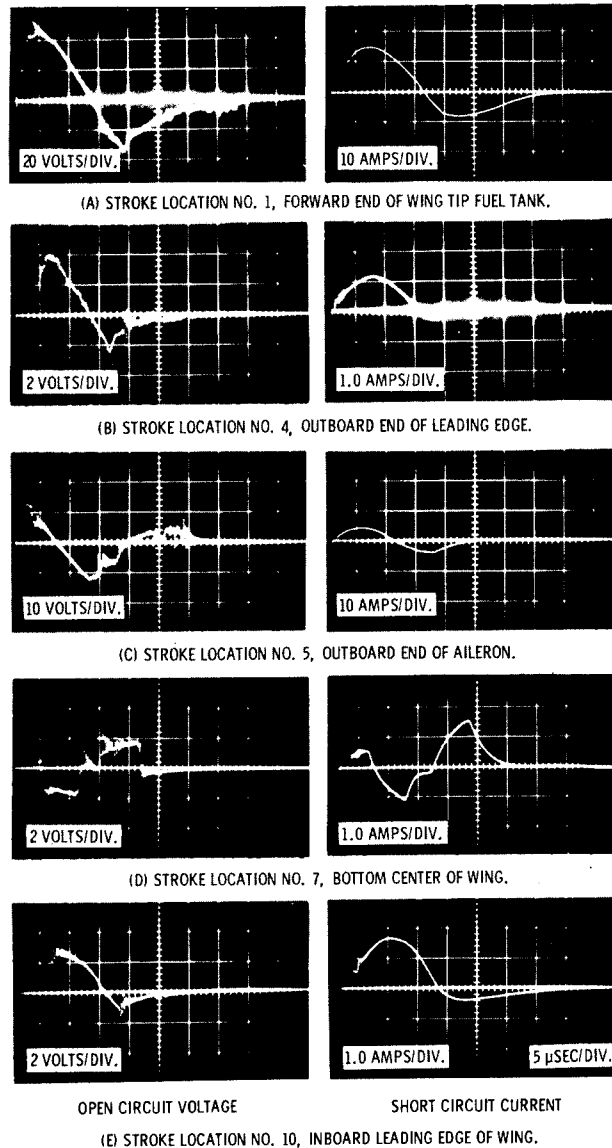 20 VOLTS/DIV. 10 AMPS/DIV.
(A) STROKE LOCATION NO. 1, FORWARD END OF WING TIP FUEL TANK.
2 VOLTS/DIV. 1.0 AMPS/DIV.
(B) STROKE LOCATION NO. 4, OUTBOARD END OF LEADING EDGE.
10 VOLTS/DIV. 10 AMPS/DIV.
(C) STROKE LOCATION NO. 5, OUTBOARD END OF AILERON.
2 VOLTS/DIV. 1.0 AMPS/DIV.
(D) STROKE LOCATION NO. 7, BOTTOM CENTER OF WING.
2 VOLTS/DIV. 1.0 AMPS/DIV. 5 μSEC/DIV.
OPEN CIRCUIT VOLTAGE SHORT CIRCUIT CURRENT
(E) STROKE LOCATION NO. 10, INBOARD LEADING EDGE OF WING.